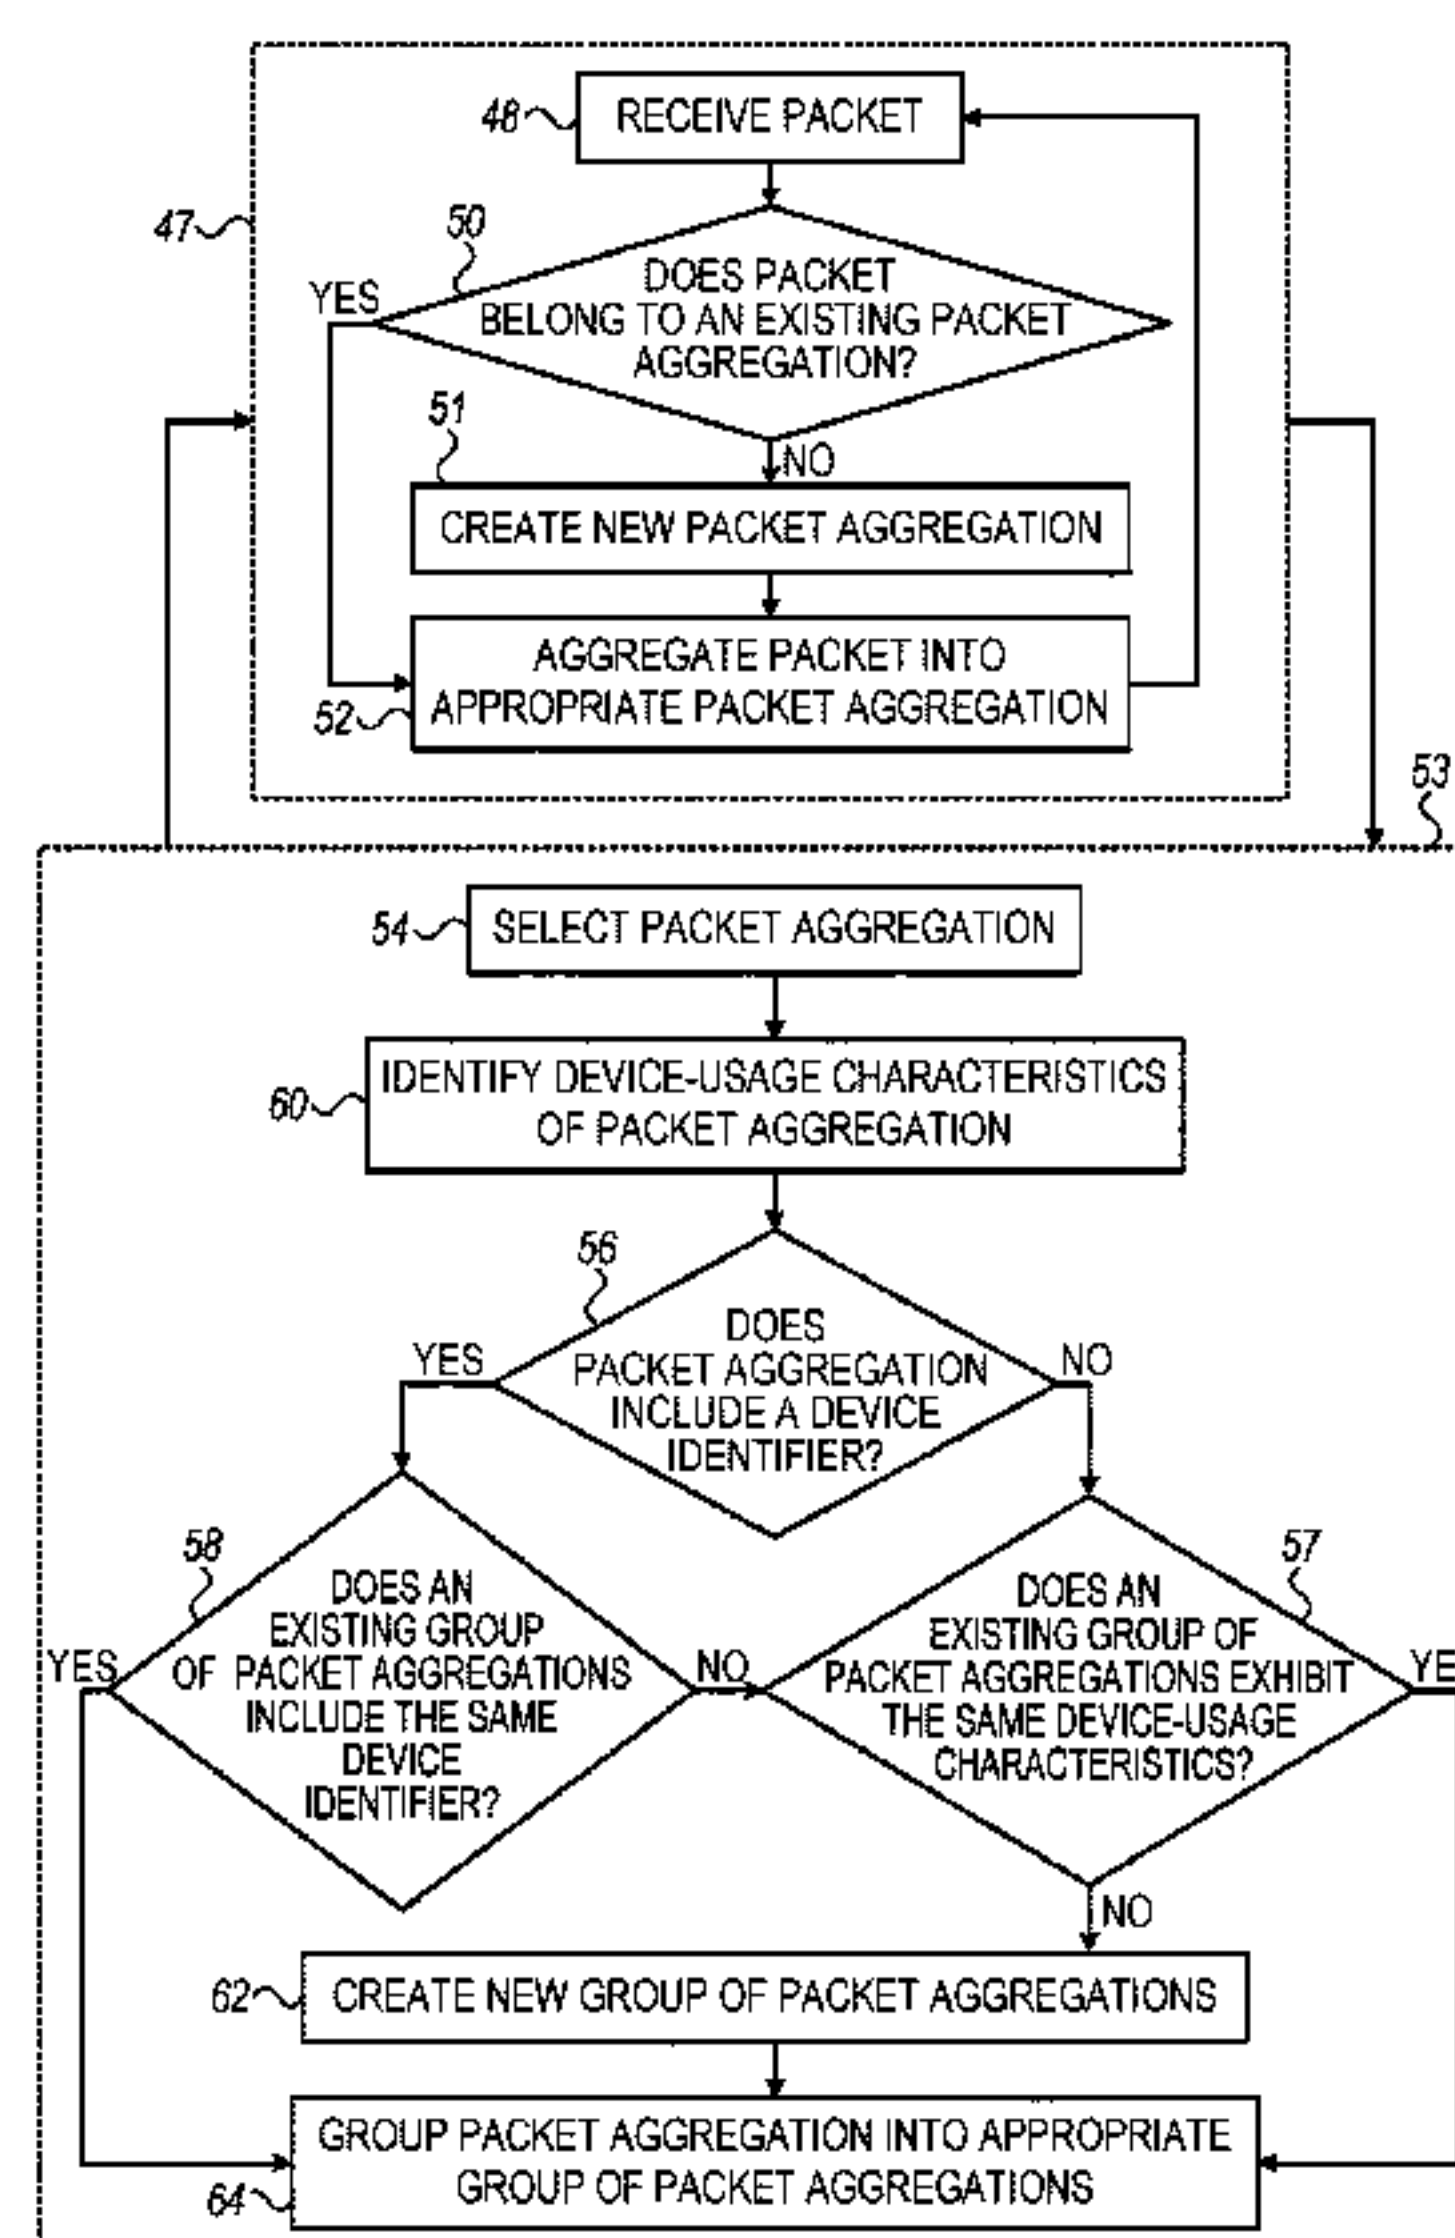 48
RECEIVE PACKET
47
50
YES
DOES PACKET
BELONG TO AN EXISTING PACKET
AGGREGATION?
51
NO
CREATE NEW PACKET AGGREGATION
AGGREGATE PACKET INTO
APPROPRIATE PACKET AGGREGATION
52
53
54
SELECT PACKET AGGREGATION
60
IDENTIFY DEVICE-USAGE CHARACTERISTICS
OF PACKET AGGREGATION
56
YES
DOES
PACKET AGGREGATION
INCLUDE A DEVICE
IDENTIFIER?
NO
58
YES
DOES AN
EXISTING GROUP
OF PACKET AGGREGATIONS
INCLUDE THE SAME
DEVICE
IDENTIFIER?
NO
57
DOES AN
EXISTING GROUP OF
PACKET AGGREGATIONS EXHIBIT
THE SAME DEVICE-USAGE
CHARACTERISTICS?
YE
NO
62
CREATE NEW GROUP OF PACKET AGGREGATIONS
GROUP PACKET AGGREGATION INTO APPROPRIATE
GROUP OF PACKET AGGREGATIONS
64